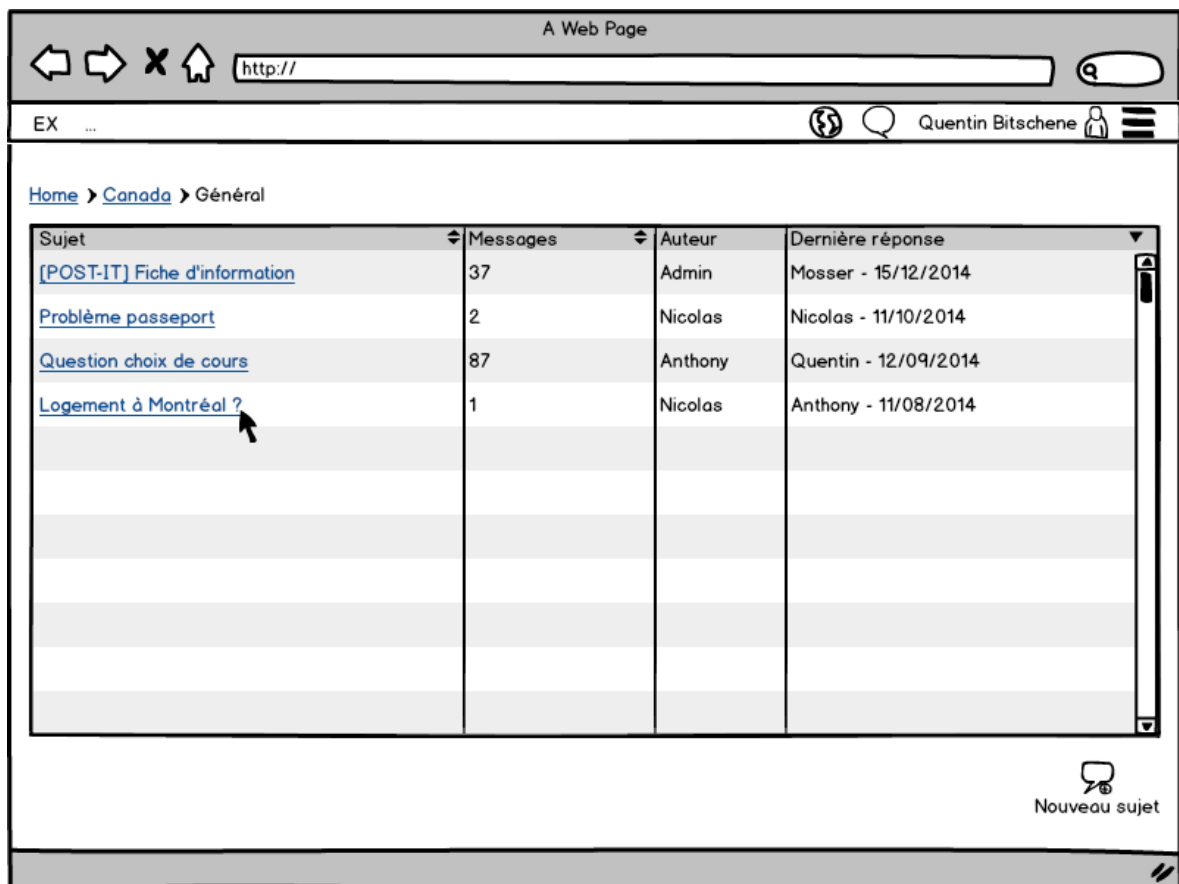 A Web Page
http://
EX ... Quentin Bitschene
Home > Canada > Général
Sujet Messages Auteur Dernière réponse
[POST-IT] Fiche d'information 37 Admin Mosser - 15/12/2014
Problème passeport 2 Nicolas Nicolas - 11/10/2014
Question choix de cours 87 Anthony Quentin - 12/09/2014
Logement à Montréal ? 1 Nicolas Anthony - 11/08/2014
Nouveau sujet